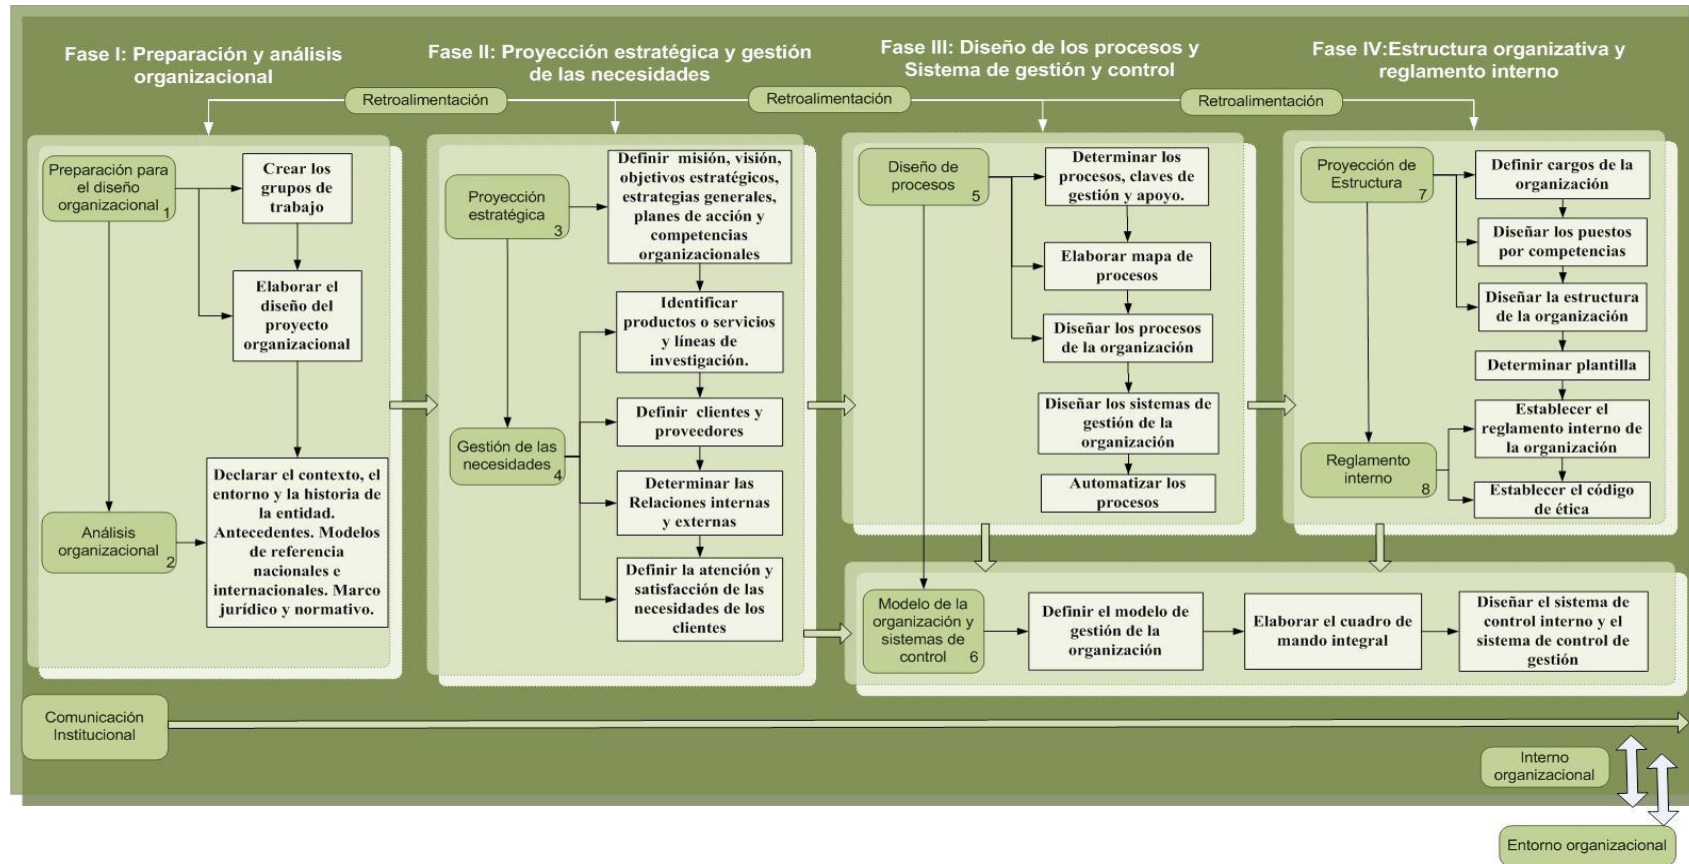 Fase I: Preparación y análisis
organizacional
Fase II: Proyección estratégica y gestión
de las necesidades
Fase III: Diseño de los procesos y
Sistema de gestión y control
Fase IV:Estructura organizativa y
reglamento interno
Retroalimentación
Retroalimentación
Retroalimentación
Preparación para
el diseño
organizacional
1
Crear los
grupos de
trabajo
Elaborar el
diseño del
proyecto
organizacional
Análisis
organizacional
2
Declarar el contexto, el
entorno y la historia de
la entidad.
Antecedentes. Modelos
de referencia
nacionales e
internacionales. Marco
jurídico y normativo.
Proyección
estratégica
3
Definir misión, visión,
objetivos estratégicos,
estrategias generales,
planes de acción y
competencias
organizacionales
Identificar
productos o servicios
y líneas de
investigación.
Gestión de las
necesidades
4
Definir clientes y
proveedores
Determinar las
Relaciones internas
y externas
Definir la atención y
satisfacción de las
necesidades de los
clientes
Diseño de
procesos
5
Determinar los
procesos, claves de
gestión y apoyo.
Elaborar mapa de
procesos
Diseñar los procesos
de la organización
Diseñar los sistemas de
gestión de la
organización
Automatizar los
procesos
Proyección de
Estructura
7
Definir cargos de la
organización
Diseñar los puestos
por competencias
Diseñar la estructura
de la organización
Determinar plantilla
Establecer el
reglamento interno de
la organización
Reglamento
interno
8
Establecer el código
de ética
Modelo de la
organización y
sistemas de
control
6
Definir el modelo de
gestión de la
organización
Elaborar el cuadro de
mando integral
Diseñar el sistema de
control interno y el
sistema de control de
gestión
Comunicación
Institucional
Interno
organizacional
Entorno organizacional